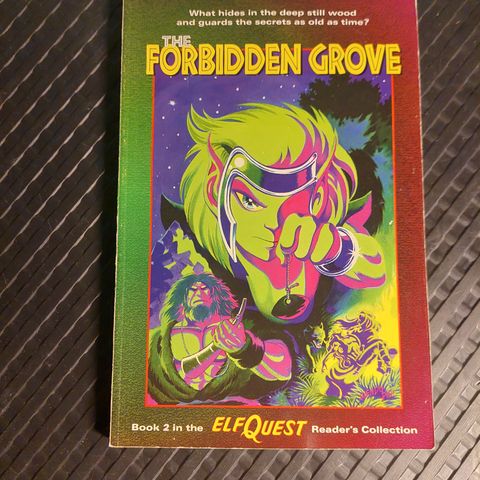 What hides in the deep still wood
and guards the secrets as old as time?
THE
FORBIDDEN GROVE
Book 2 in the ELFQUEST Reader's Collection